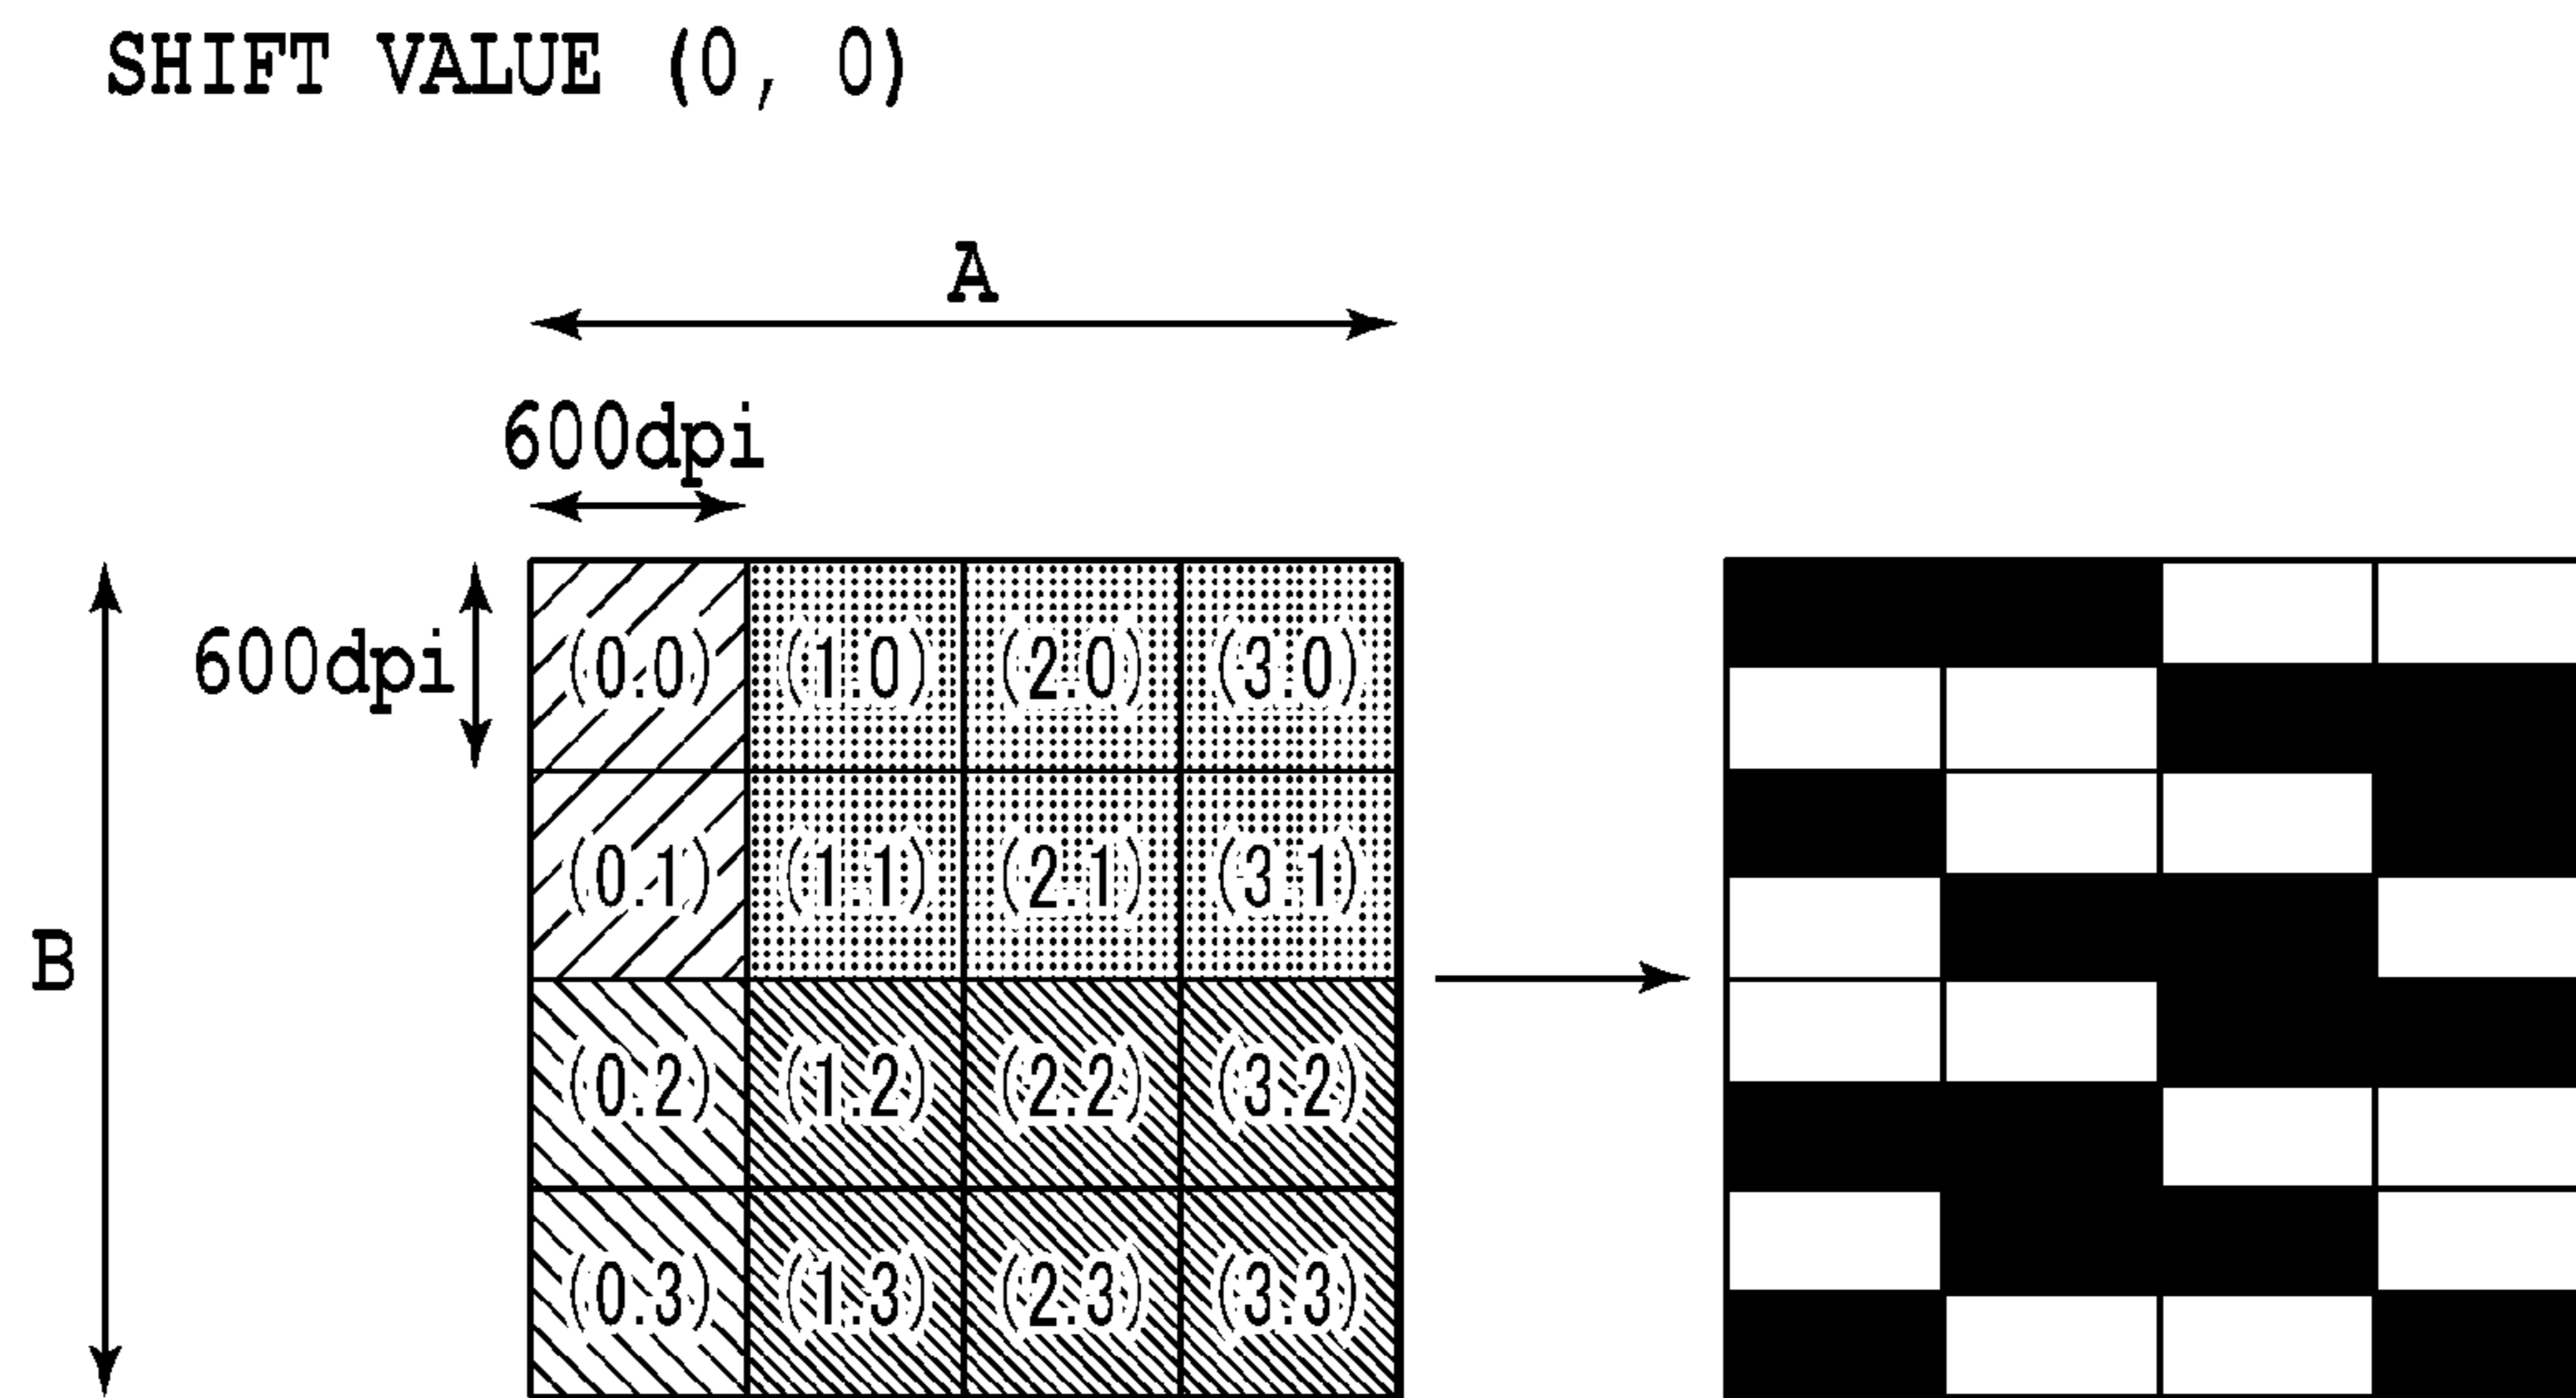 SHIFT VALUE (0, 0)
A
600dpi
600dpi
B
(0.0) (1.0) (2.0) (3.0)
(0.1) (1.1) (2.1) (3.1)
(0.2) (1.2) (2.2) (3.2)
(0.3) (1.3) (2.3) (3.3)